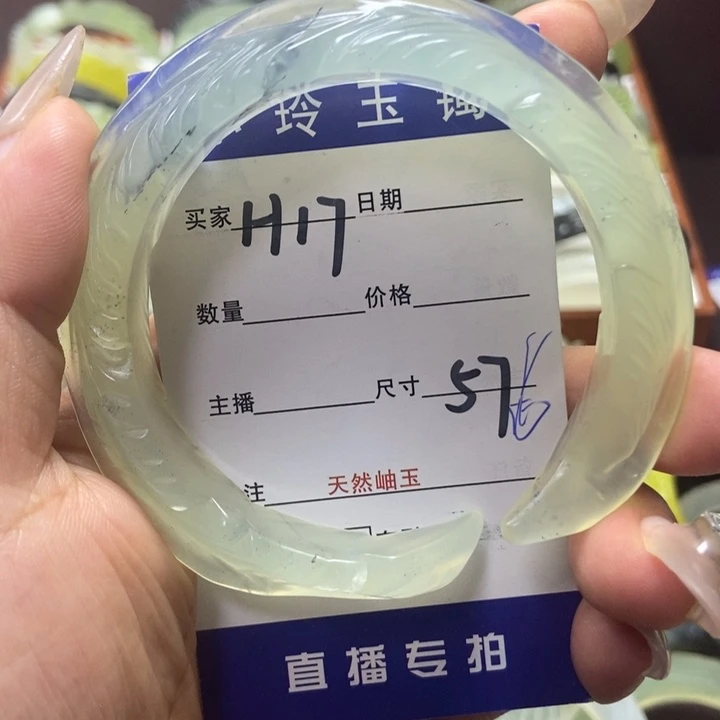 玲玉
买家 H17 日期
数量 价格
主播 尺寸 57
注 天然岫玉
直播专拍